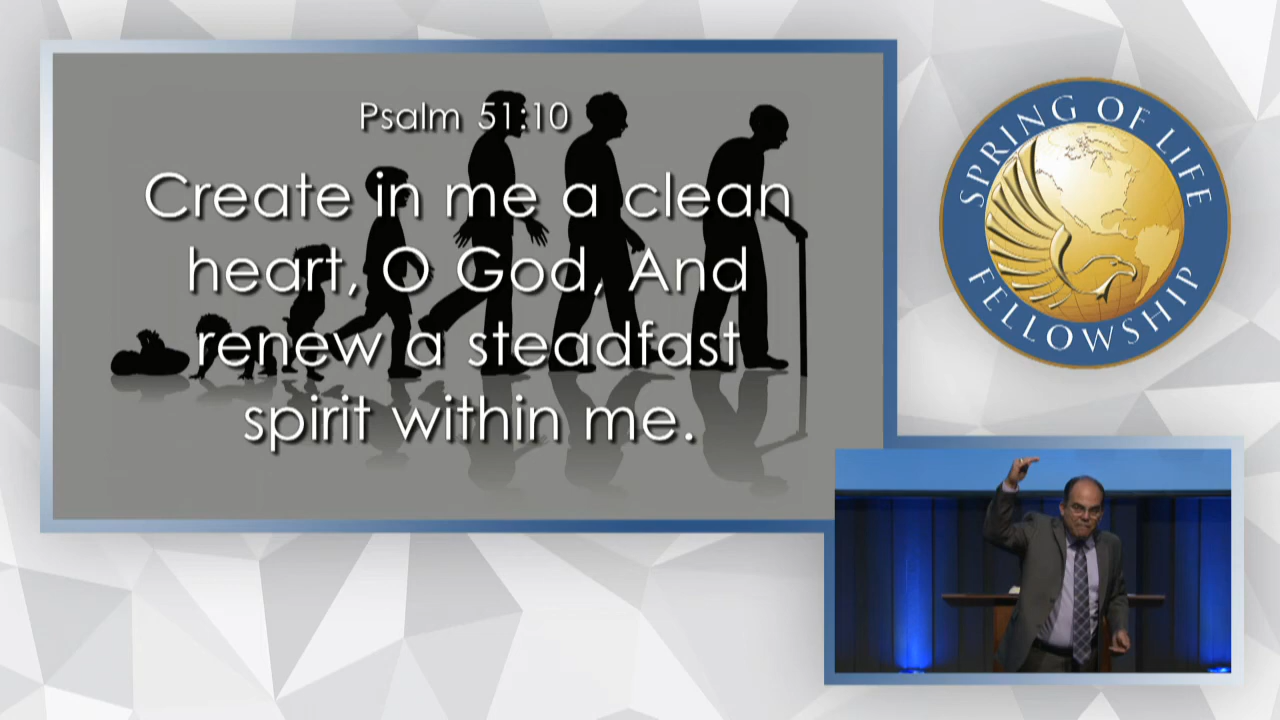 Psalm 51:10
Create in me a clean
heart, O God, And
renew a steadfast
spirit within me.
SPRING OF LIFE
FELLOWSHIP